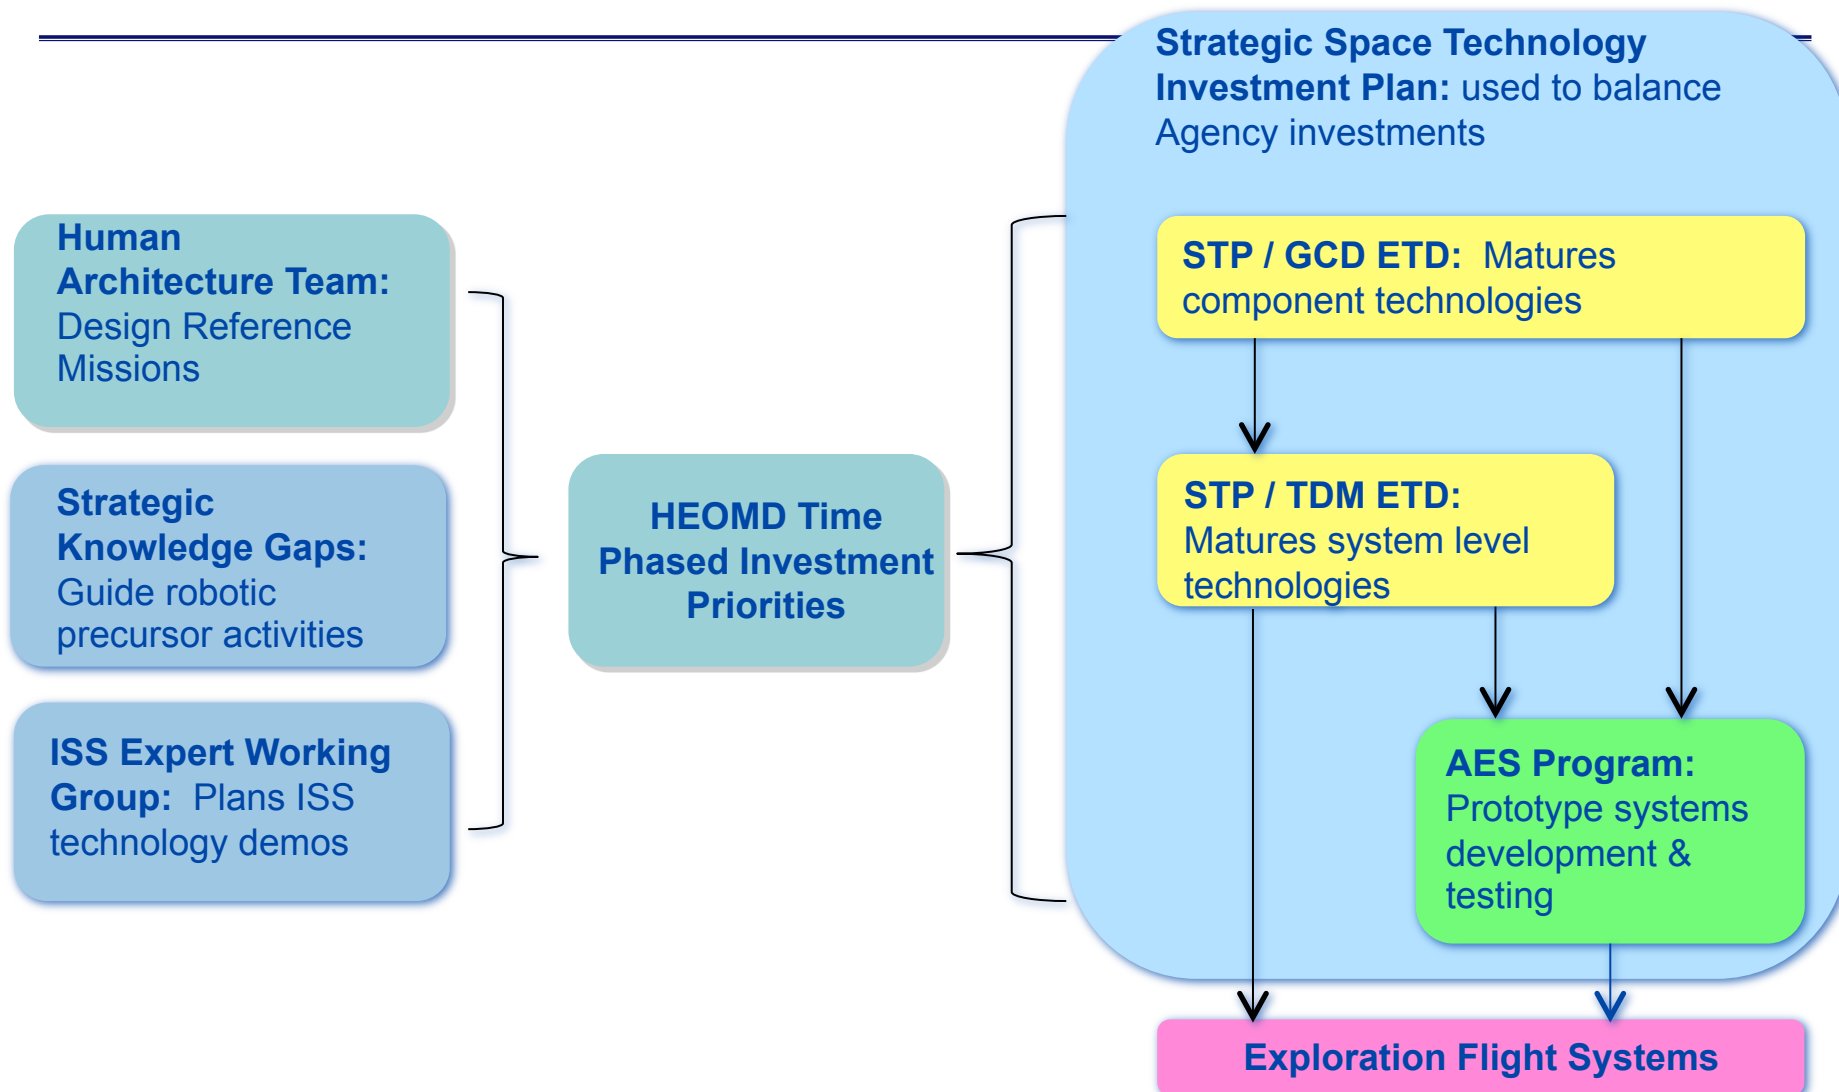 Strategic Space Technology
Investment Plan: used to balance
Agency investments
Human
Architecture Team:
Design Reference
Missions
Strategic
Knowledge Gaps:
Guide robotic
precursor activities
ISS Expert Working
Group: Plans ISS
technology demos
HEOMD Time
Phased Investment
Priorities
STP / GCD ETD: Matures
component technologies
STP / TDM ETD:
Matures system level
technologies
AES Program:
Prototype systems
development &
testing
Exploration Flight Systems